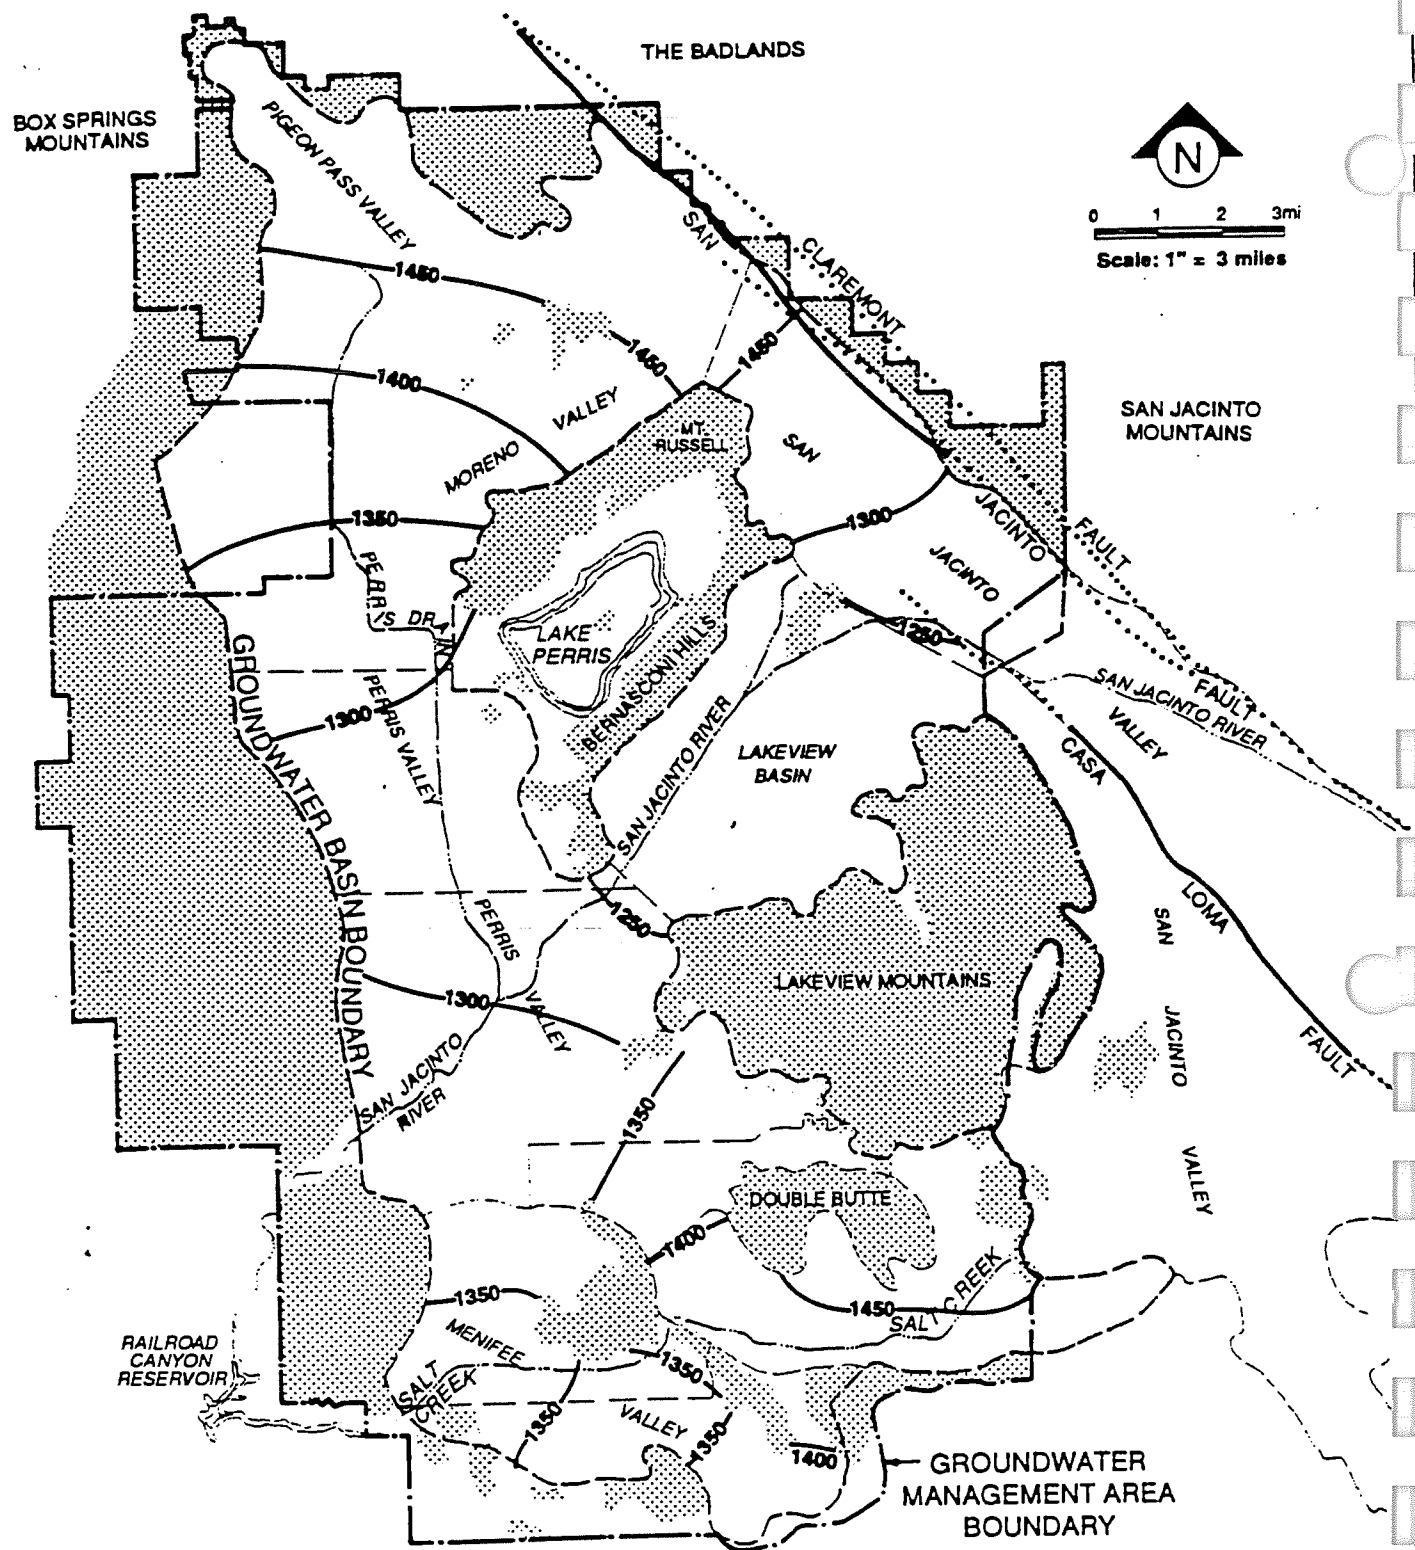 THE BADLANDS
BOX SPRINGS
MOUNTAINS
PIGEON PASS VALLEY
N
0 1 2 3mi
Scale: 1" = 3 miles
SAN
CLAREMONT
1450
1450
1450
1400
VALLEY
MORENO
MT.
RUSSELL
SAN
SAN JACINTO
MOUNTAINS
1350
1300
JACINTO
FAULT
JACINTO
PERRIS DRAIN
LAKE
PERRIS
1250
BERNASCONI HILLS
GROUNDWATER BASIN BOUNDARY
PERRIS VALLEY
1300
SAN JACINTO RIVER
LAKEVIEW
BASIN
FAULT
SAN JACINTO RIVER
VALLEY
CASA
LOMA
FAULT
PERRIS
VALLEY
1250
SAN
JACINTO
VALLEY
LAKEVIEW MOUNTAINS
1300
SAN JACINTO
RIVER
1350
DOUBLE BUTTE
1400
1450
SALT CREEK
1350
MENIFEE
VALLEY
RAILROAD
CANYON
RESERVOIR
SALT
CREEK
1350
1350
1350
1400
GROUNDWATER
MANAGEMENT AREA
BOUNDARY